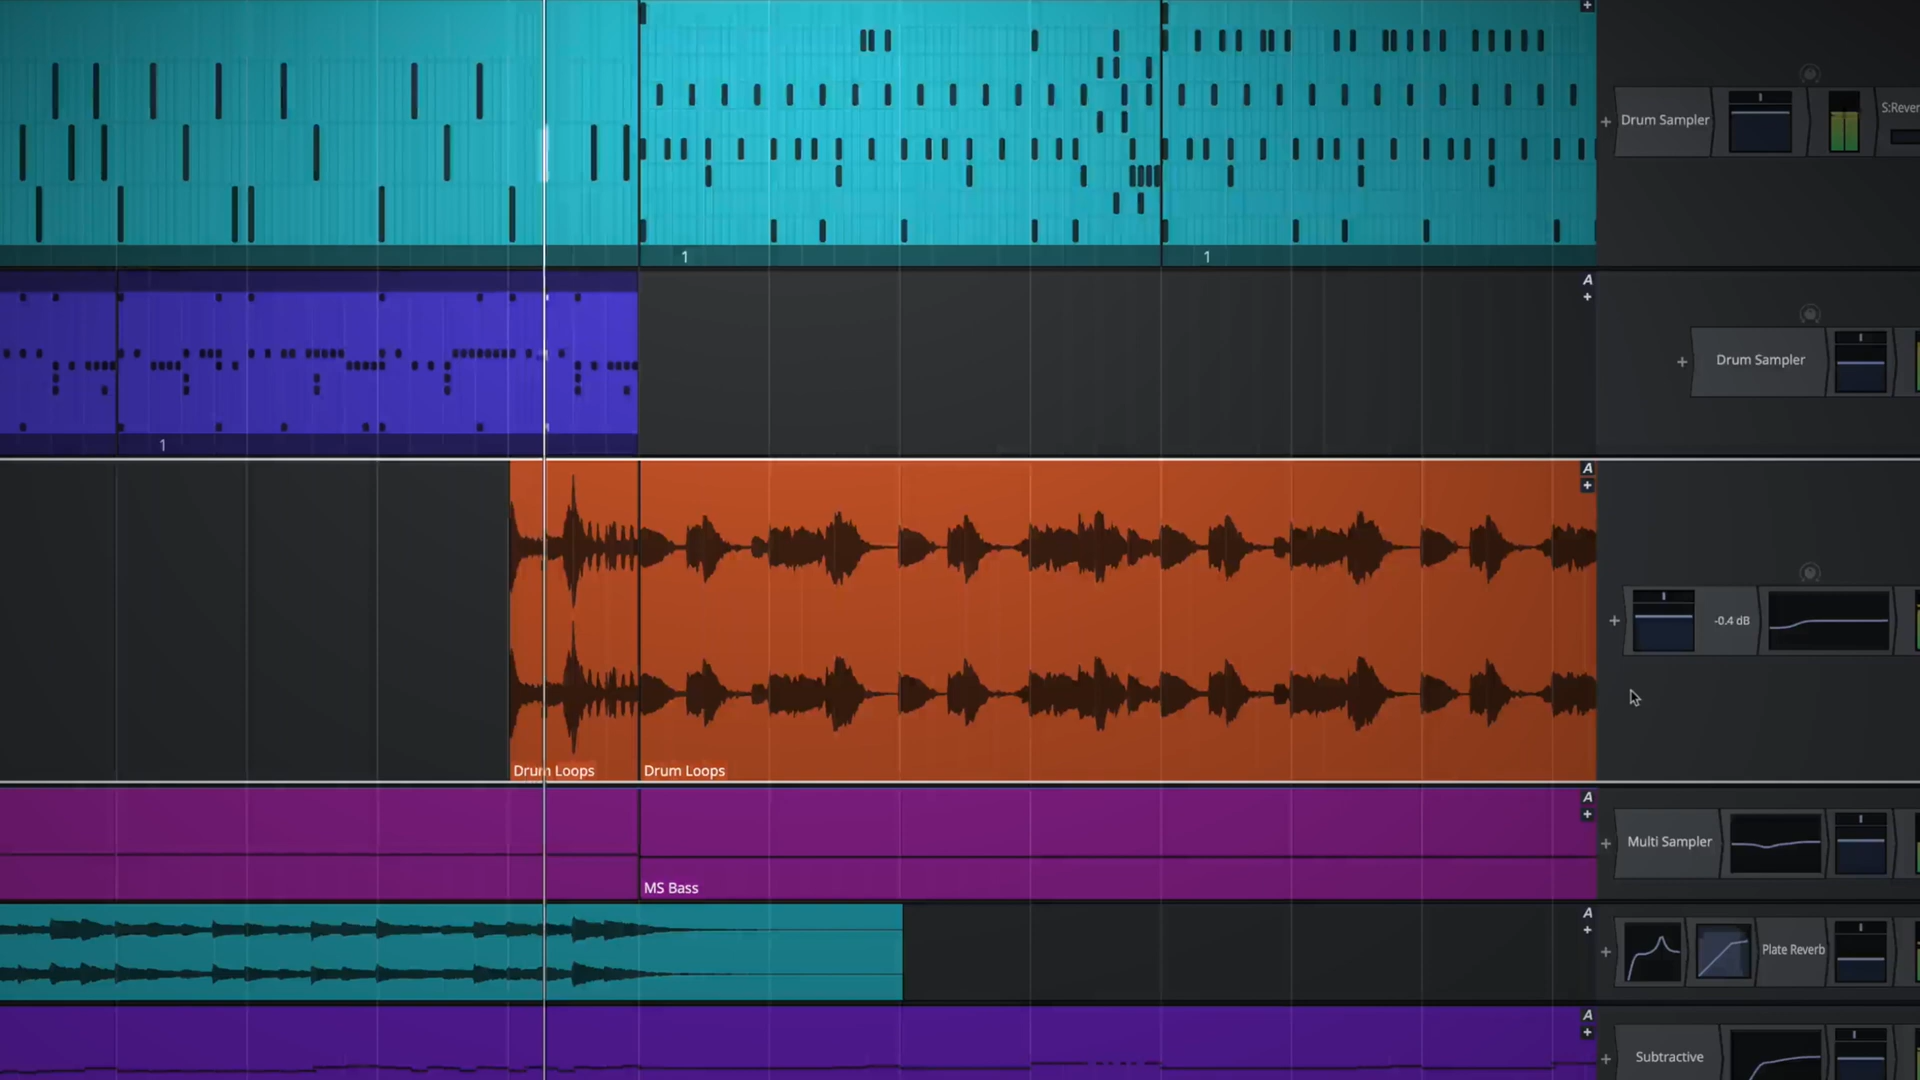 Drum Sampler
S:Rever
1
1
A
Drum Sampler
1
A
-0.4 dB
Drum Loops
Drum Loops
A
Multi Sampler
MS Bass
A
Plate Reverb
A
Subtractive